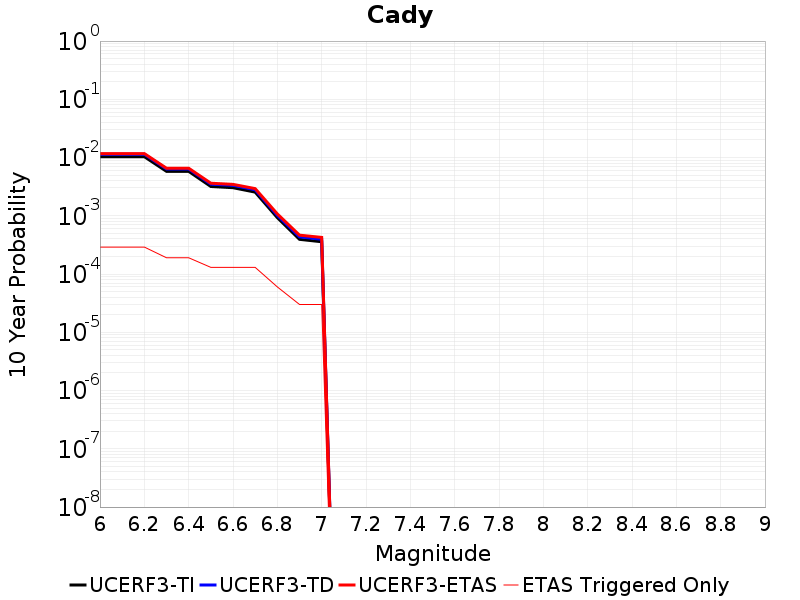 Cady
10 Year Probability
10^0
10^-1
10^-2
10^-3
10^-4
10^-5
10^-6
10^-7
10^-8
6 6.2 6.4 6.6 6.8 7 7.2 7.4 7.6 7.8 8 8.2 8.4 8.6 8.8 9
Magnitude
UCERF3-TI UCERF3-TD UCERF3-ETAS ETAS Triggered Only